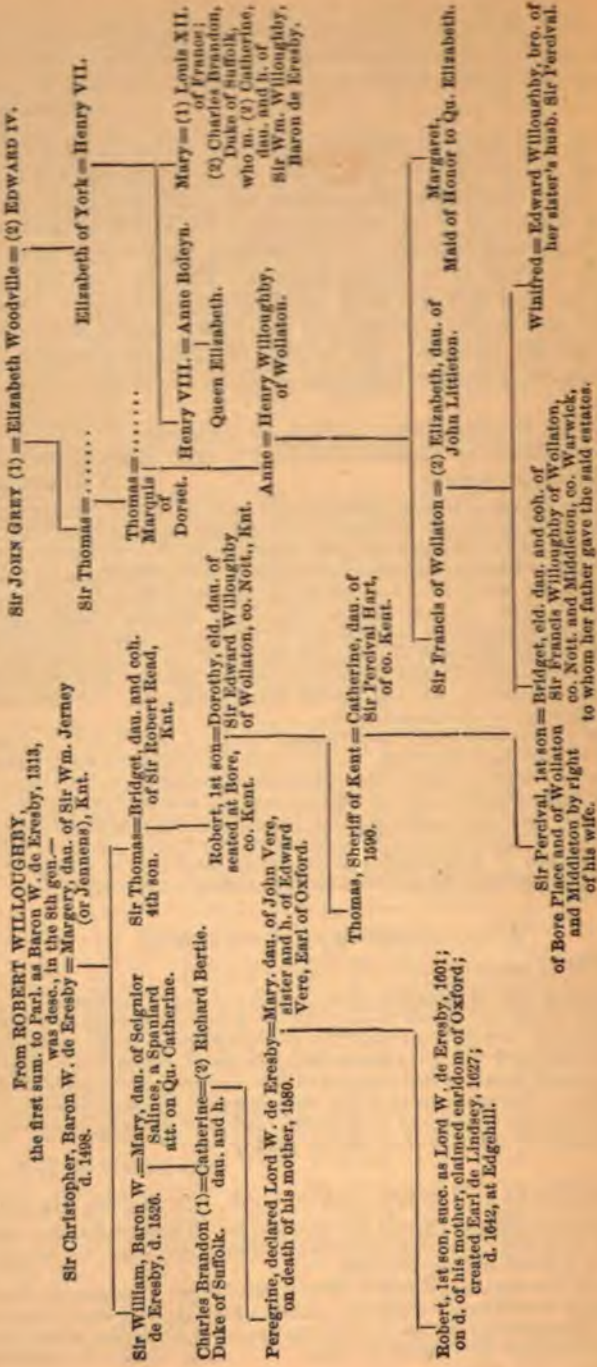 From ROBERT WILLOUGHBY,
the first sum. to Parl. as Baron W. de Eresby, 1313,
was desc., in the 8th gen.—
Sir Christopher, Baron W. de Eresby = Margery, dau. of Sir Wm. Jerney
d. 1498. (or Jennens), Knt.
Sir William, Baron W.=Mary, dau. of Seignior
de Eresby, d. 1526. Salines, a Spaniard
att. on Qu. Catherine.
Sir Thomas=Bridget, dau. and coh.
4th son. of Sir Robert Read,
Knt.
Charles Brandon (1)=Catherine=(2) Richard Bertie.
Duke of Suffolk. dau. and h.
Robert, 1st son=Dorothy, eld. dau. of
seated at Bore, Sir Edward Willoughby
co. Kent. of Wollaton, co. Nott., Knt.
Peregrine, declared Lord W. de Eresby=Mary, dau. of John Vere,
on death of his mother, 1580. sister and h. of Edward
Vere, Earl of Oxford.
Thomas, Sheriff of Kent=Catherine, dau. of
1590. Sir Percival Hart,
of co. Kent.
Robert, 1st son, succ. as Lord W. de Eresby, 1601;
on d. of his mother, claimed earldom of Oxford;
created Earl de Lindsey, 1627;
d. 1642, at Edgehill.
Sir Percival, 1st son=Bridget, eld. dau. and coh. of
of Bore Place and of Wollaton Sir Francis Willoughby of Wollaton,
and Middleton by right co. Nott. and Middleton, co. Warwick,
of his wife. to whom her father gave the said estates.
Sir JOHN GREY (1) = Elizabeth Woodville = (2) EDWARD IV.
Sir Thomas=.......
Elizabeth of York = Henry VII.
Thomas=.......
Marquis
of
Dorset.
Henry VIII. = Anne Boleyn.
Queen Elizabeth.
Mary = (1) Louis XII.
of France;
(2) Charles Brandon,
Duke of Suffolk,
who m. (2) Catherine,
dau. and h. of
Sir Wm. Willoughby,
Baron de Eresby.
Anne = Henry Willoughby,
of Wollaton.
Sir Francis of Wollaton = (2) Elizabeth, dau. of
John Littleton.
Margaret,
Maid of Honor to Qu. Elizabeth.
Winifred=Edward Willoughby, bro. of
her sister's husb. Sir Percival.